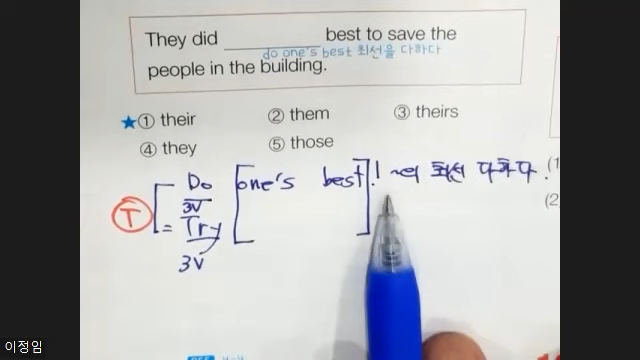 They did ________ best to save the
do one's best 최선을 다하다
people in the building.
★① their ② them ③ theirs
④ they ⑤ those
Do one's best ! ~의 최선 다하다.
3V
T = Try
3V
(1
(2
이정임